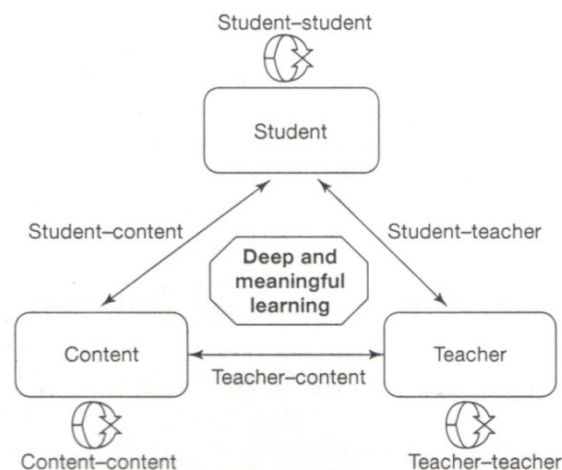 Student–student
Student
Student–content
Student–teacher
Deep and
meaningful
learning
Content
Teacher
Teacher–content
Content–content
Teacher–teacher